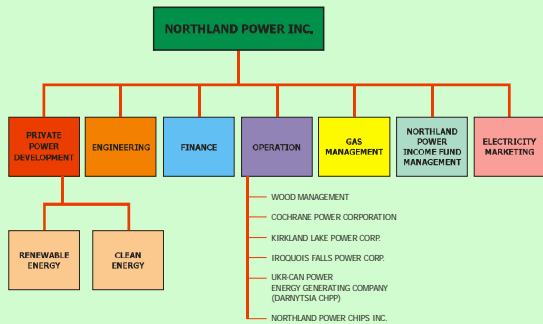 NORTHLAND POWER INC.
PRIVATE
POWER
DEVELOPMENT
ENGINEERING
FINANCE
OPERATION
GAS
MANAGEMENT
NORTHLAND
POWER
INCOME FUND
MANAGEMENT
ELECTRICITY
MARKETING
RENEWABLE
ENERGY
CLEAN
ENERGY
WOOD MANAGEMENT
COCHRANE POWER CORPORATION
KIRKLAND LAKE POWER CORP.
IROQUOIS FALLS POWER CORP.
UKR-CAN POWER
ENERGY GENERATING COMPANY
(DARNYTSIA CHPP)
NORTHLAND POWER CHIPS INC.